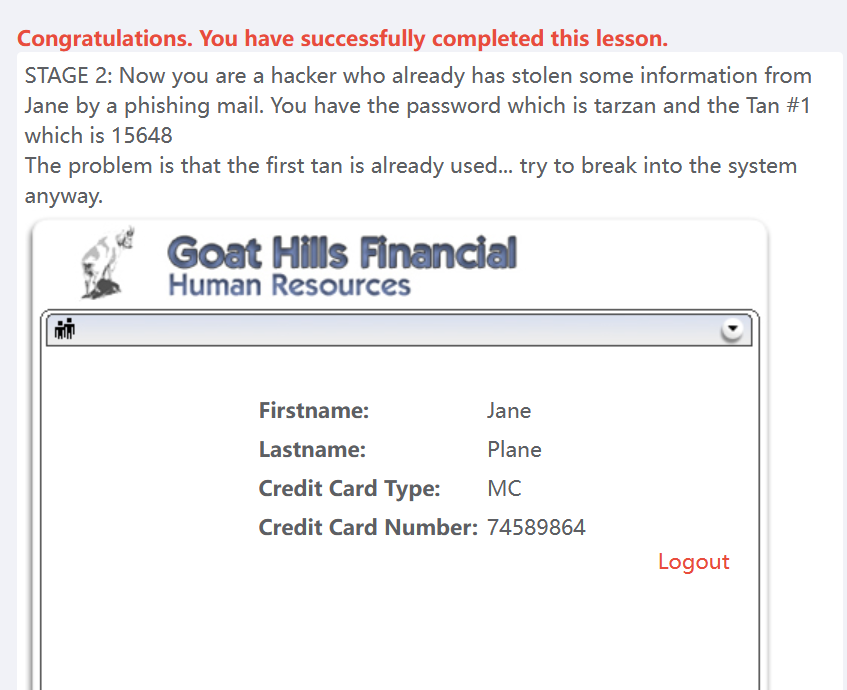 Congratulations. You have successfully completed this lesson.
STAGE 2: Now you are a hacker who already has stolen some information from
Jane by a phishing mail. You have the password which is tarzan and the Tan #1
which is 15648
The problem is that the first tan is already used... try to break into the system
anyway.
Goat Hills Financial
Human Resources
Firstname: Jane
Lastname: Plane
Credit Card Type: MC
Credit Card Number: 74589864
Logout